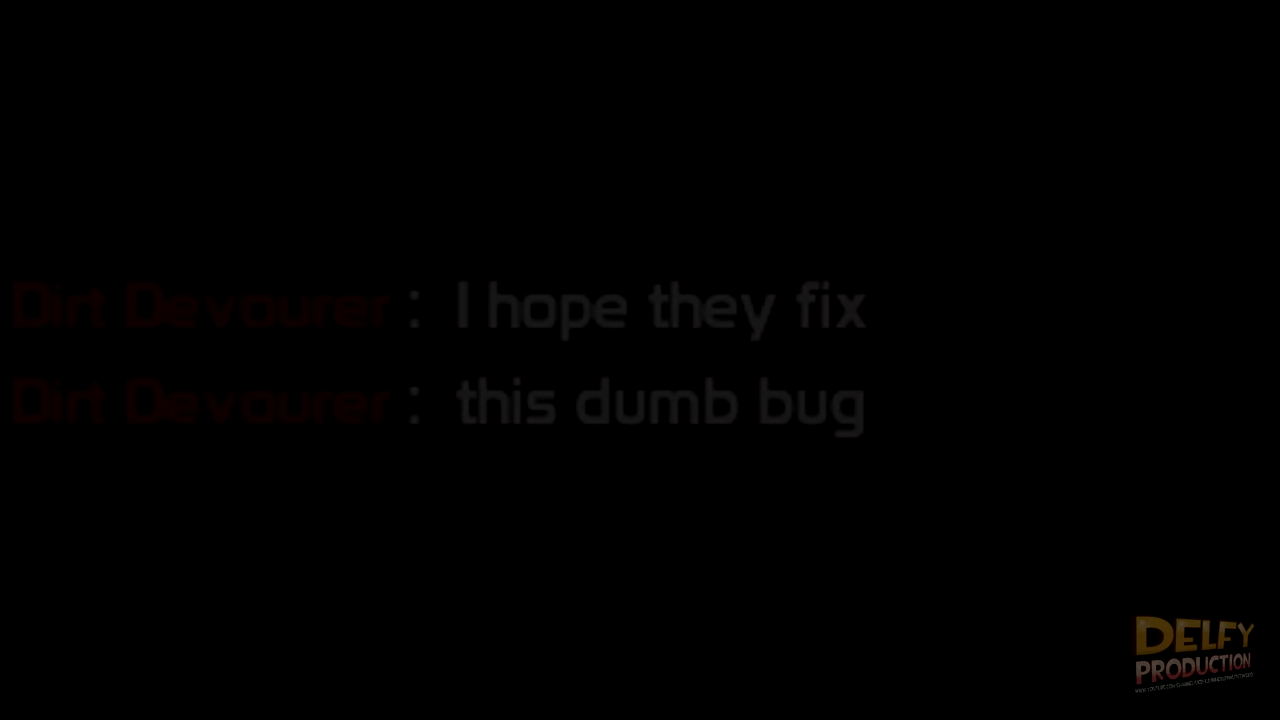 Dirt Devourer : I hope they fix
Dirt Devourer : this dumb bug
DELFY
PRODUCTION